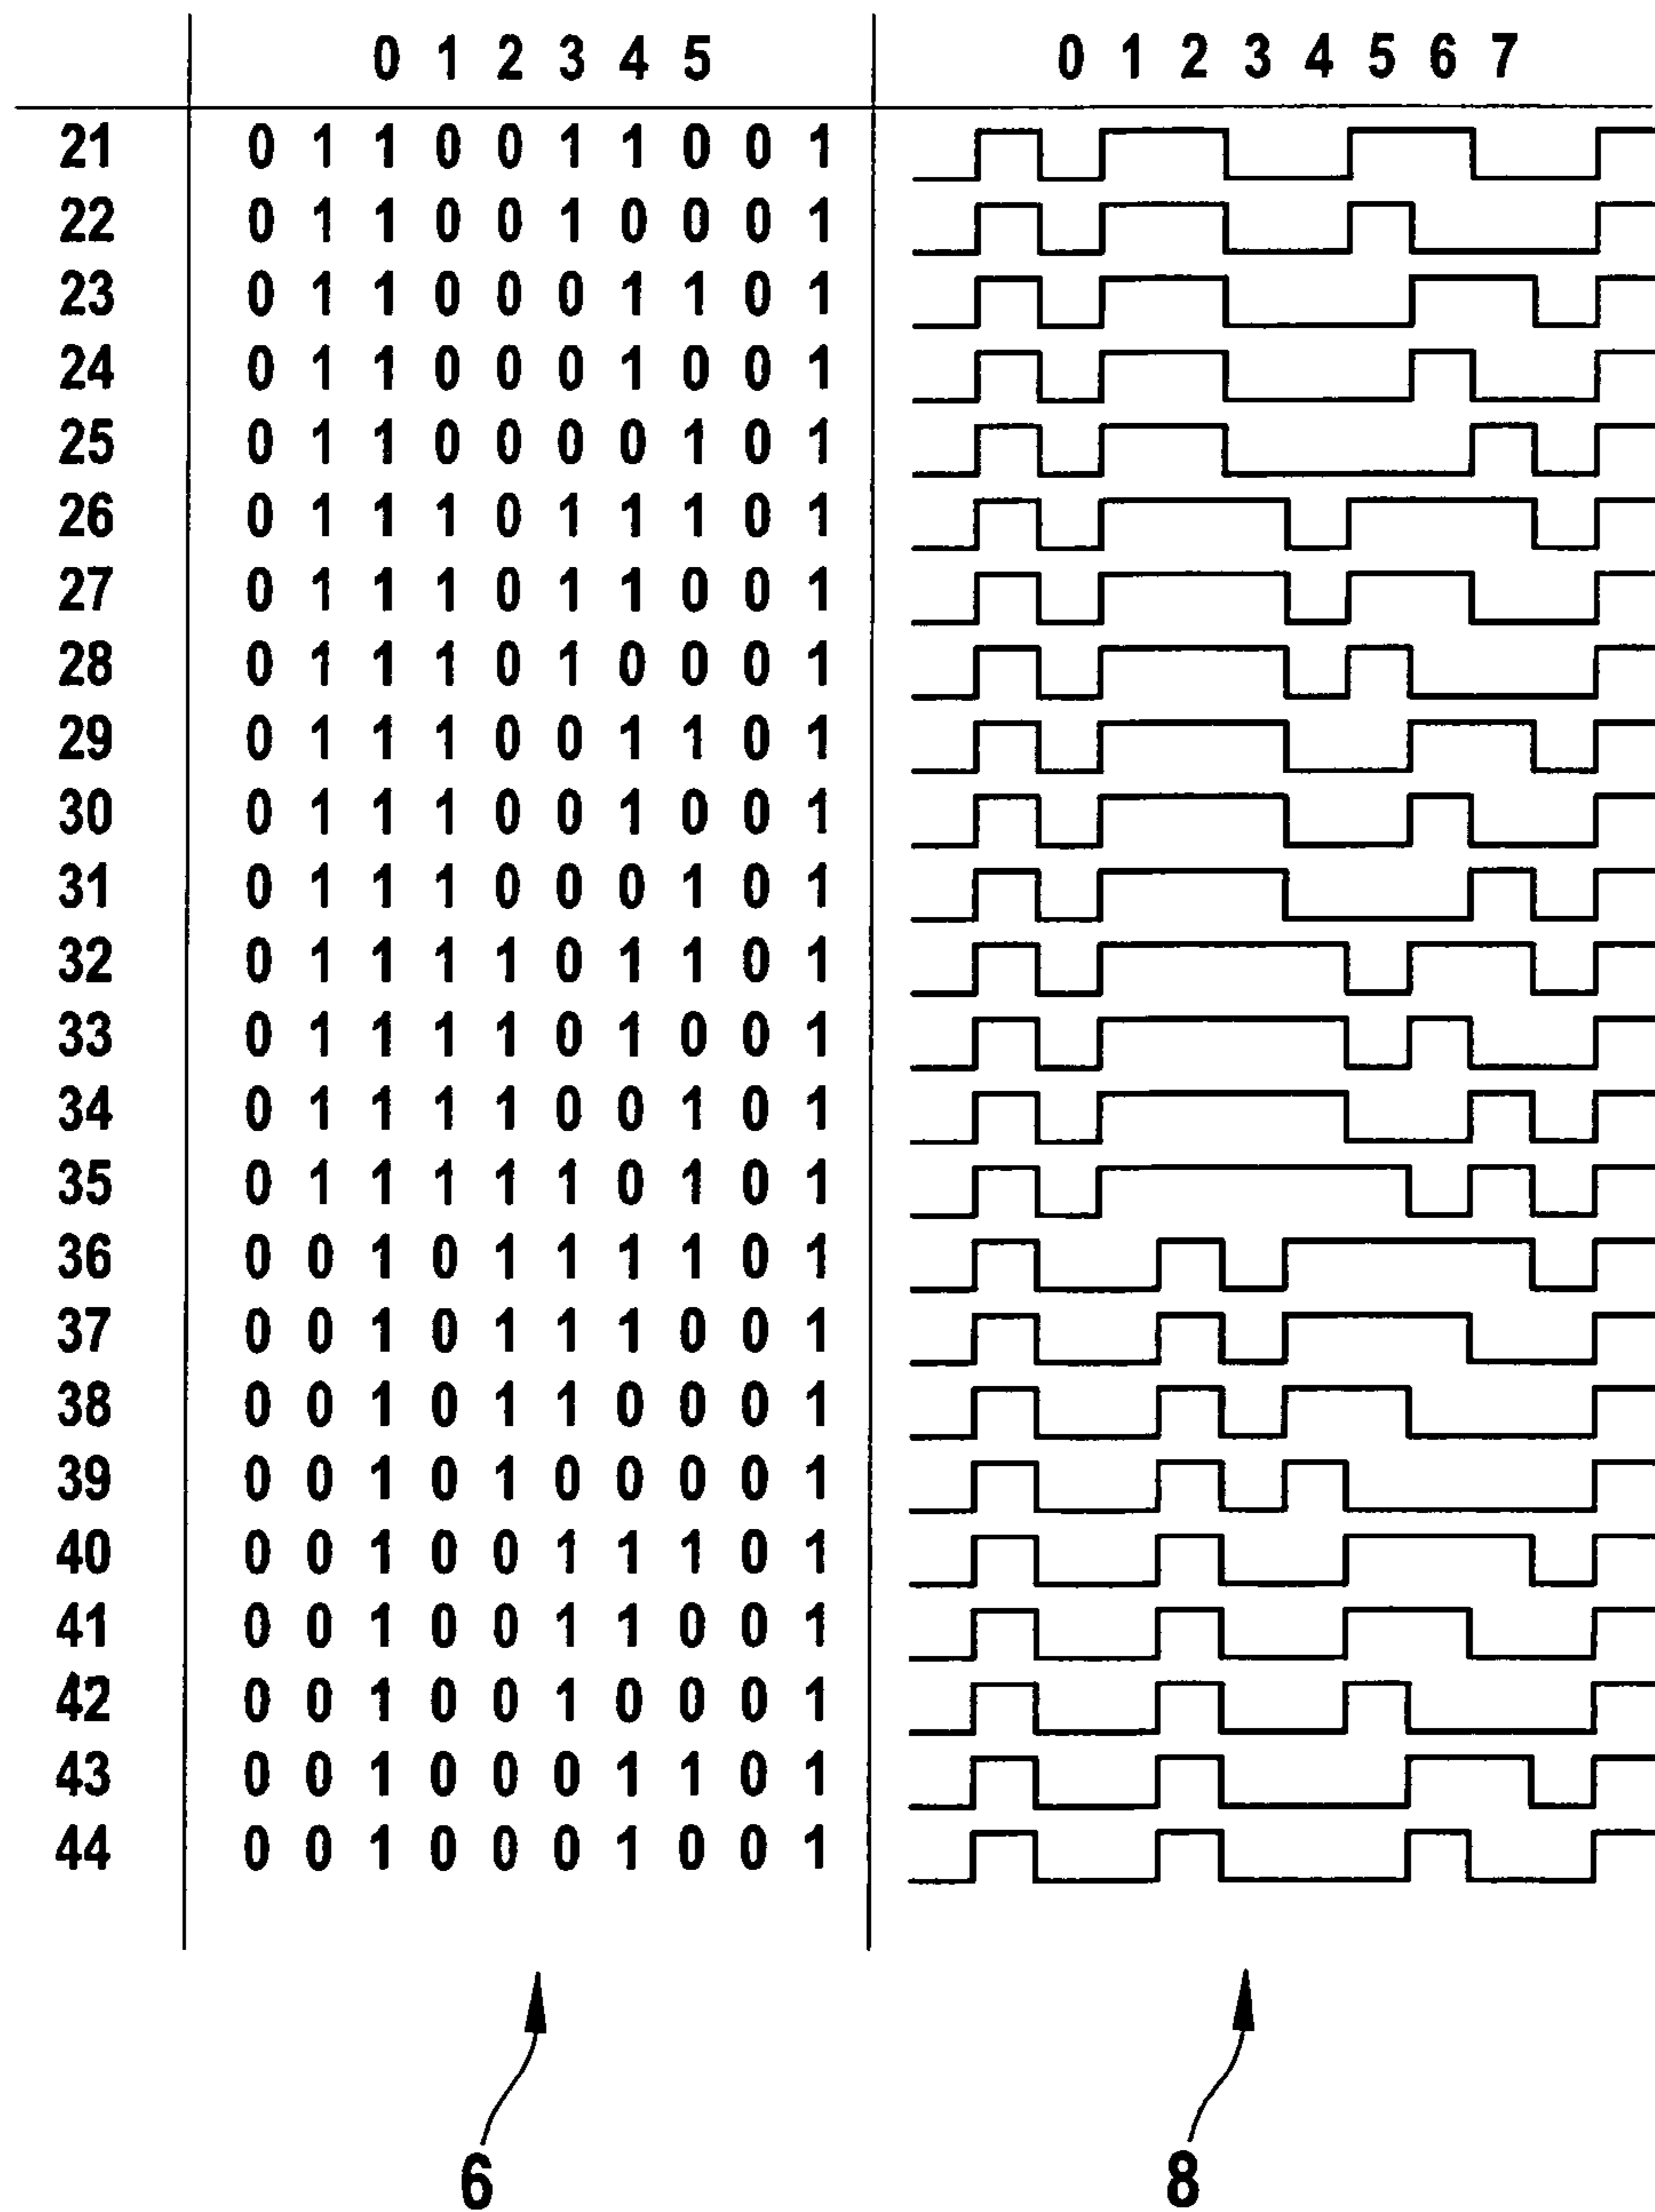 0 1 2 3 4 5 0 1 2 3 4 5 6 7
21 0 1 1 0 0 1 1 0 0 1
22 0 1 1 0 0 1 0 0 0 1
23 0 1 1 0 0 0 1 1 0 1
24 0 1 1 0 0 0 1 0 0 1
25 0 1 1 0 0 0 0 1 0 1
26 0 1 1 1 0 1 1 1 0 1
27 0 1 1 1 0 1 1 0 0 1
28 0 1 1 1 0 1 0 0 0 1
29 0 1 1 1 0 0 1 1 0 1
30 0 1 1 1 0 0 1 0 0 1
31 0 1 1 1 0 0 0 1 0 1
32 0 1 1 1 1 0 1 1 0 1
33 0 1 1 1 1 0 1 0 0 1
34 0 1 1 1 1 0 0 1 0 1
35 0 1 1 1 1 1 0 1 0 1
36 0 0 1 0 1 1 1 1 0 1
37 0 0 1 0 1 1 1 0 0 1
38 0 0 1 0 1 1 0 0 0 1
39 0 0 1 0 1 0 0 0 0 1
40 0 0 1 0 0 1 1 1 0 1
41 0 0 1 0 0 1 1 0 0 1
42 0 0 1 0 0 1 0 0 0 1
43 0 0 1 0 0 0 1 1 0 1
44 0 0 1 0 0 0 1 0 0 1
6 8